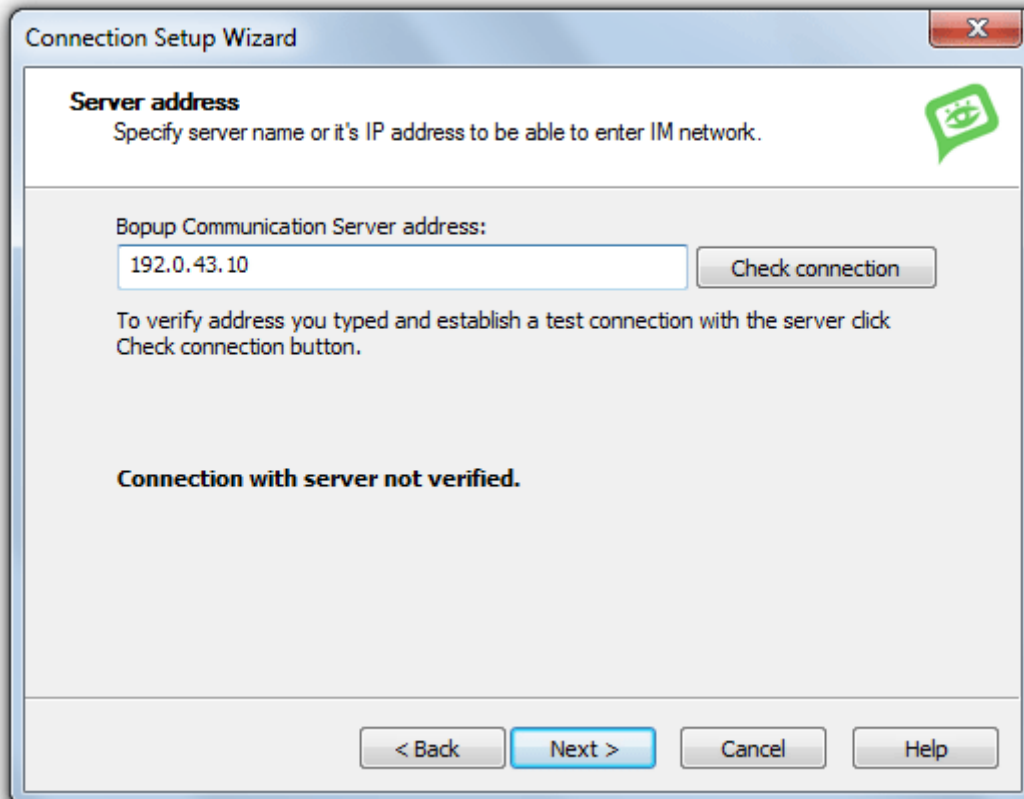 Connection Setup Wizard
Server address
Specify server name or it's IP address to be able to enter IM network.
Bopup Communication Server address:
192.0.43.10
Check connection
To verify address you typed and establish a test connection with the server click
Check connection button.
Connection with server not verified.
< Back
Next >
Cancel
Help